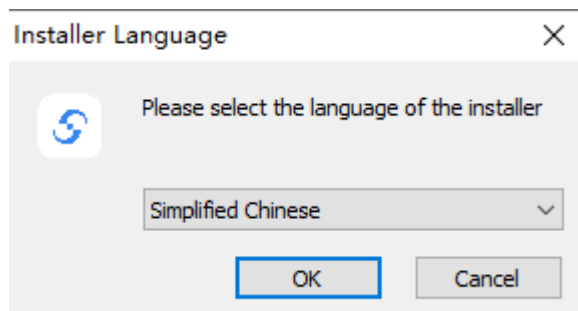 Installer Language
Please select the language of the installer
Simplified Chinese
OK
Cancel